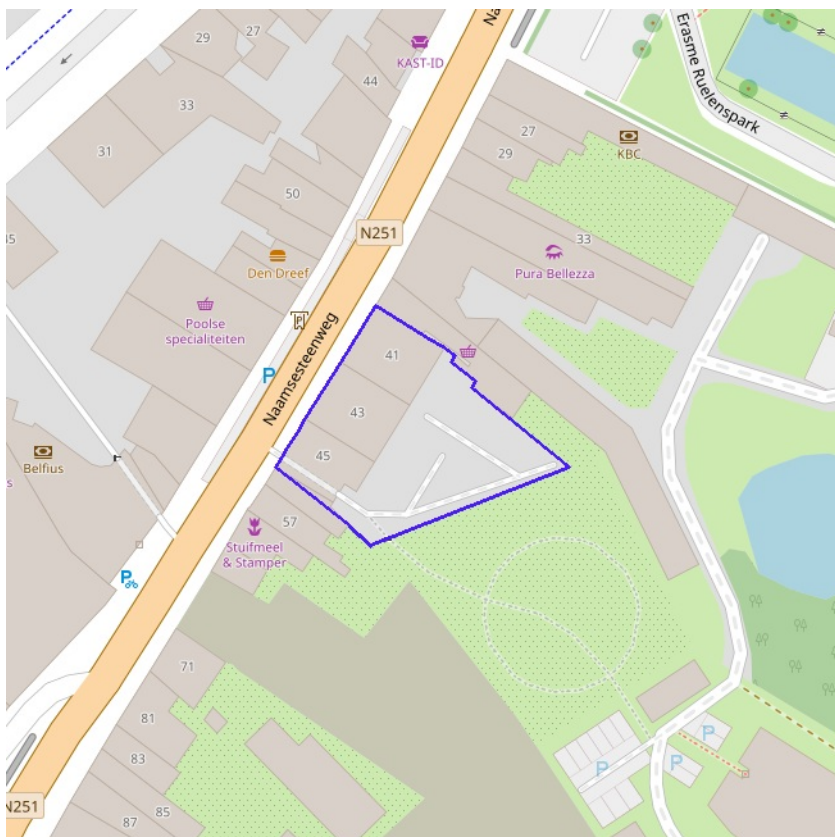 29
27
KAST-ID
Na
Erasme Ruelenspark
44
33
31
27
29
KBC
50
N251
33
Den Dreef
Pura Bellezza
Poolse
specialiteiten
P
Naamsesteenweg
41
P
43
45
Belfius
s
57
Stuifmeel
& Stamper
P
71
81
P
P
83
P
N251
85
87